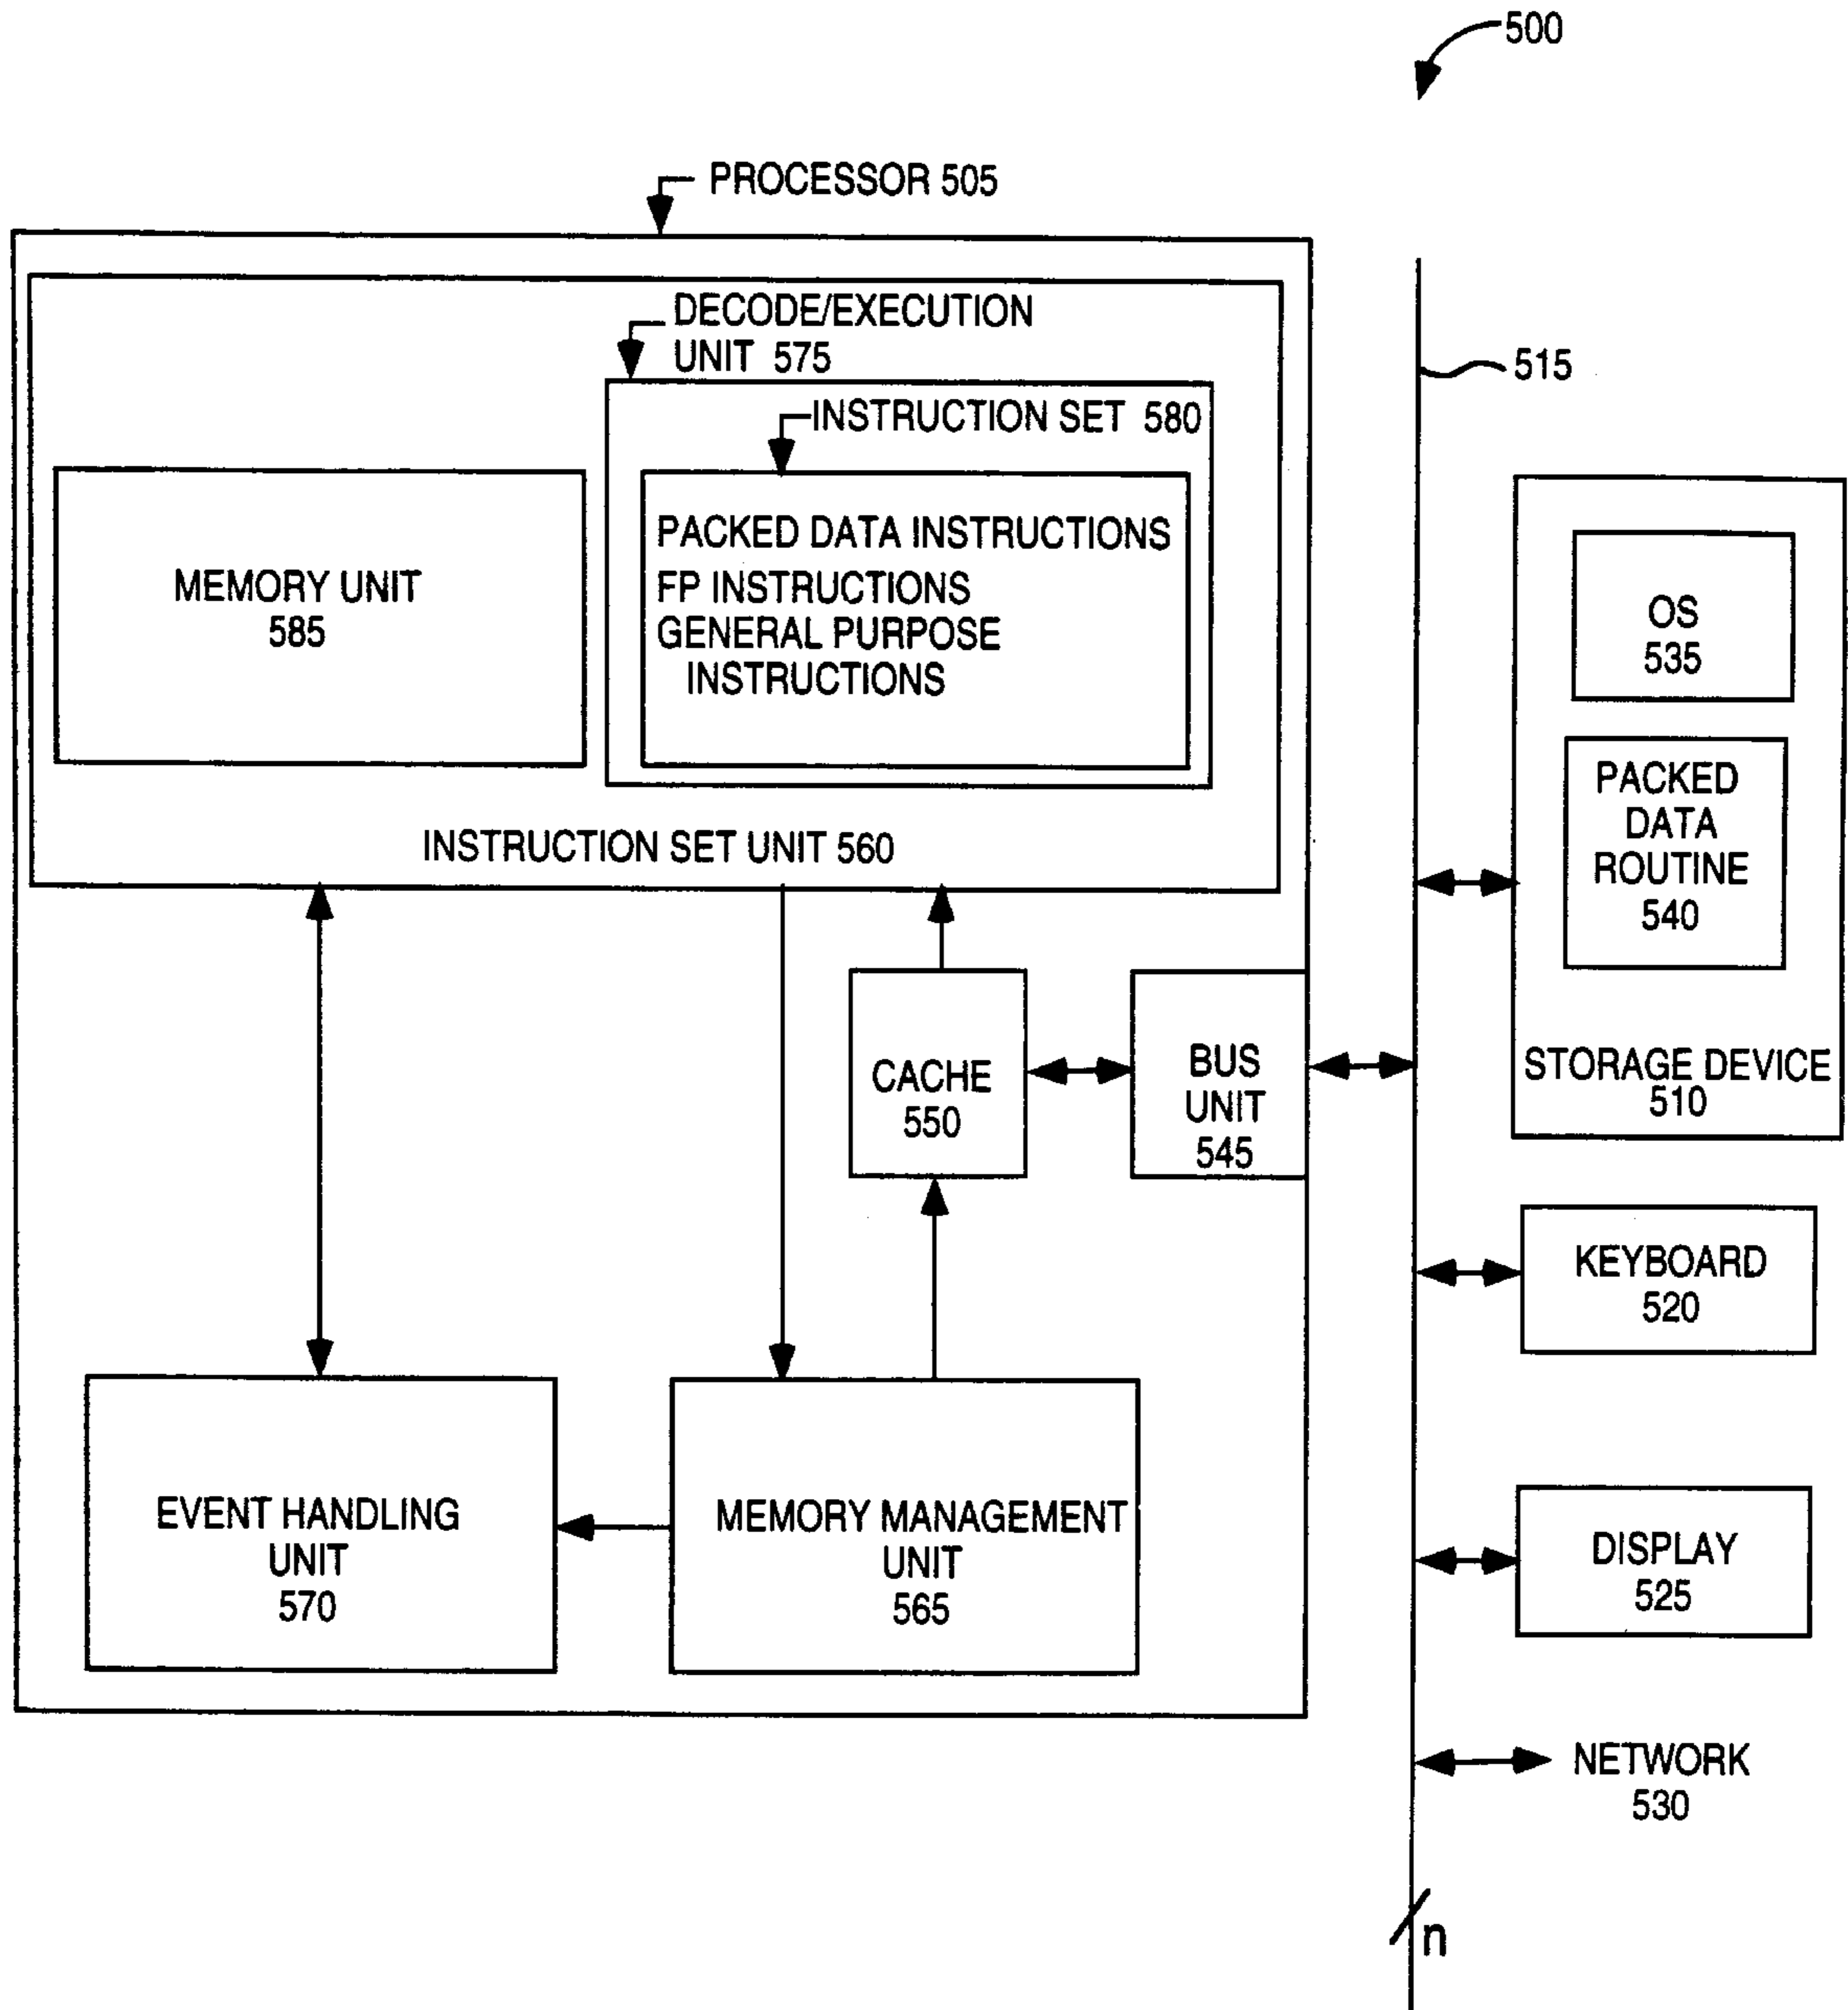 500
PROCESSOR 505
DECODE/EXECUTION
UNIT 575
515
INSTRUCTION SET 580
PACKED DATA INSTRUCTIONS
FP INSTRUCTIONS
GENERAL PURPOSE
INSTRUCTIONS
MEMORY UNIT
585
INSTRUCTION SET UNIT 560
OS
535
PACKED
DATA
ROUTINE
540
STORAGE DEVICE
510
CACHE
550
BUS
UNIT
545
KEYBOARD
520
EVENT HANDLING
UNIT
570
MEMORY MANAGEMENT
UNIT
565
DISPLAY
525
NETWORK
530
n